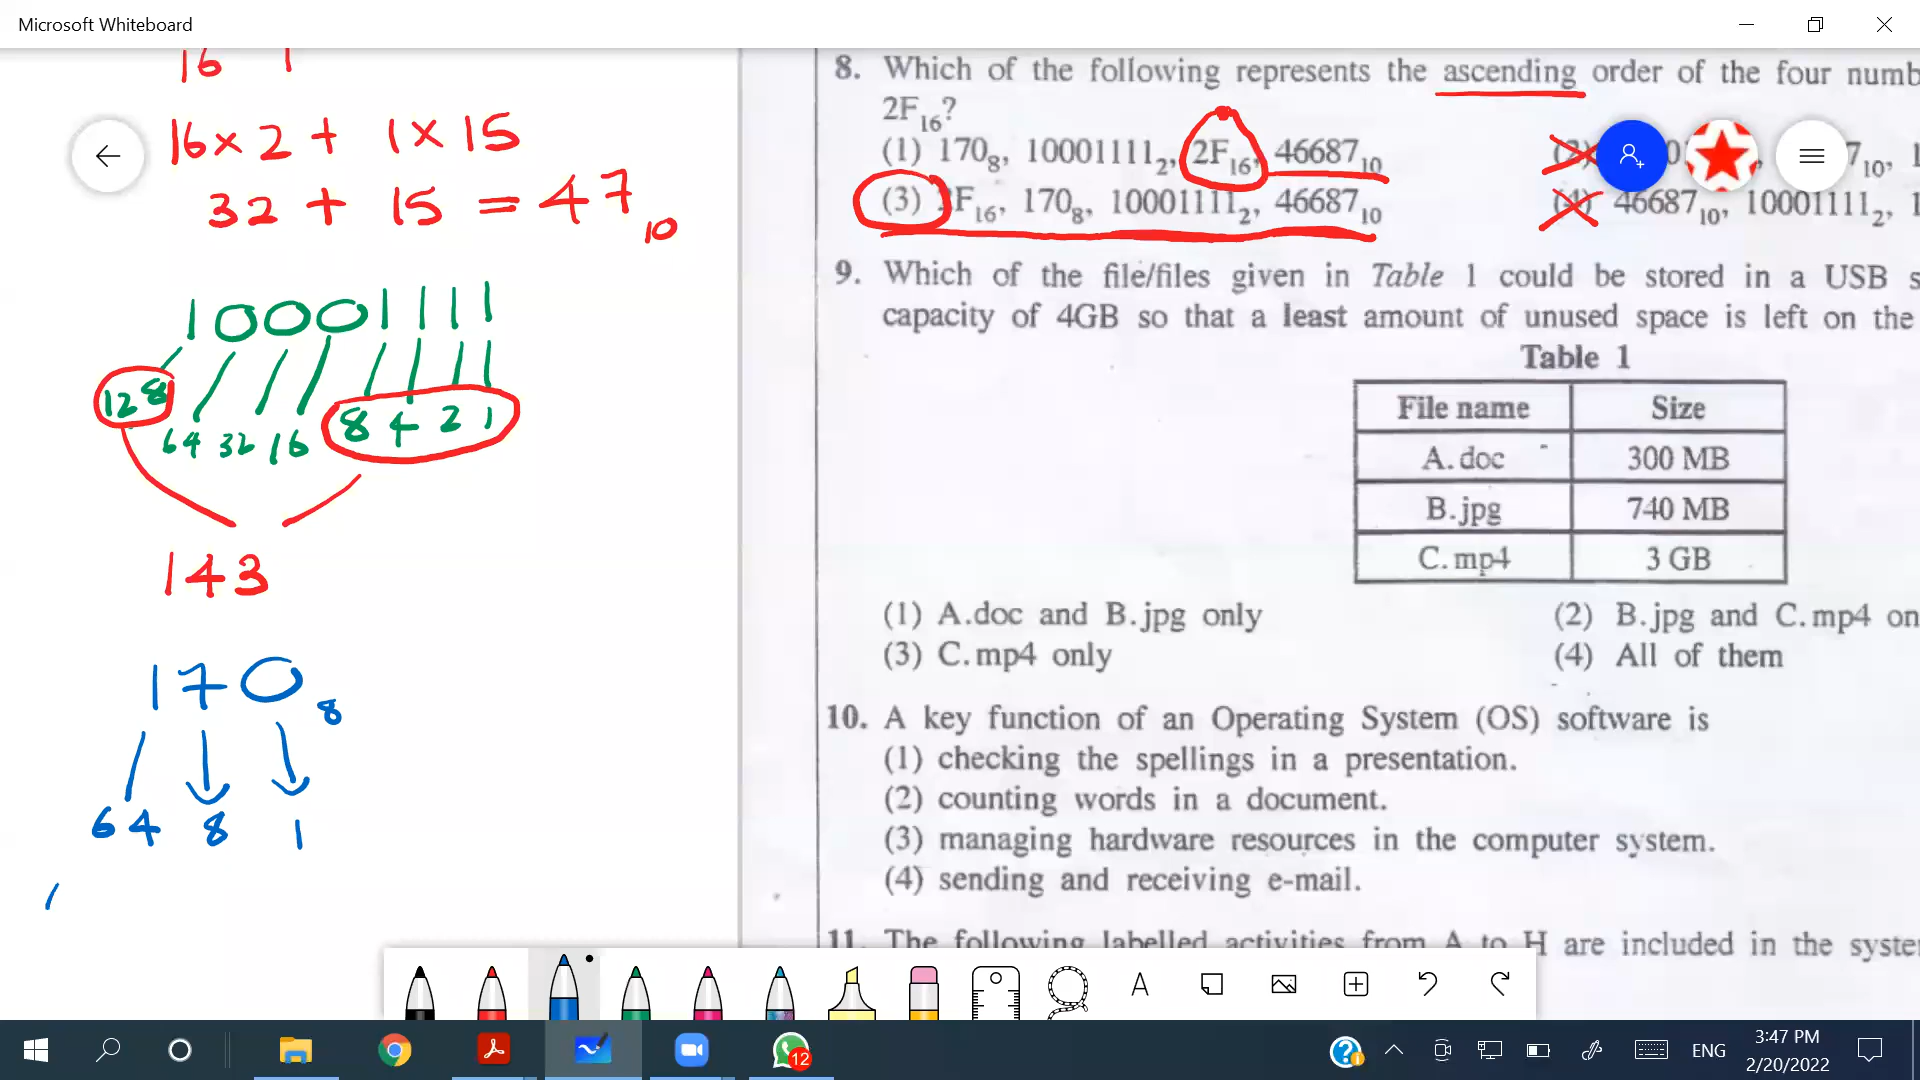 Microsoft Whiteboard
16 1
16 x 2 + 1 x 15
32 + 15 = 47₁₀
10001111
128 64 32 16 8 4 2 1
143
170₈
64 8 1
8. Which of the following represents the ascending order of the four numb
2F₁₆?
(1) 170₈, 10001111₂, 2F₁₆, 46687₁₀
7₁₀, 1
(3) F₁₆, 170₈, 10001111₂, 46687₁₀
(4) 46687₁₀, 10001111₂, 1
9. Which of the file/files given in Table 1 could be stored in a USB s
capacity of 4GB so that a least amount of unused space is left on the
Table 1
File name Size
A.doc 300 MB
B.jpg 740 MB
C.mp4 3 GB
(1) A.doc and B.jpg only
(2) B.jpg and C.mp4 on
(3) C.mp4 only
(4) All of them
10. A key function of an Operating System (OS) software is
(1) checking the spellings in a presentation.
(2) counting words in a document.
(3) managing hardware resources in the computer system.
(4) sending and receiving e-mail.
11. The following labelled activities from A to H are included in the syste
12
ENG
3:47 PM
2/20/2022